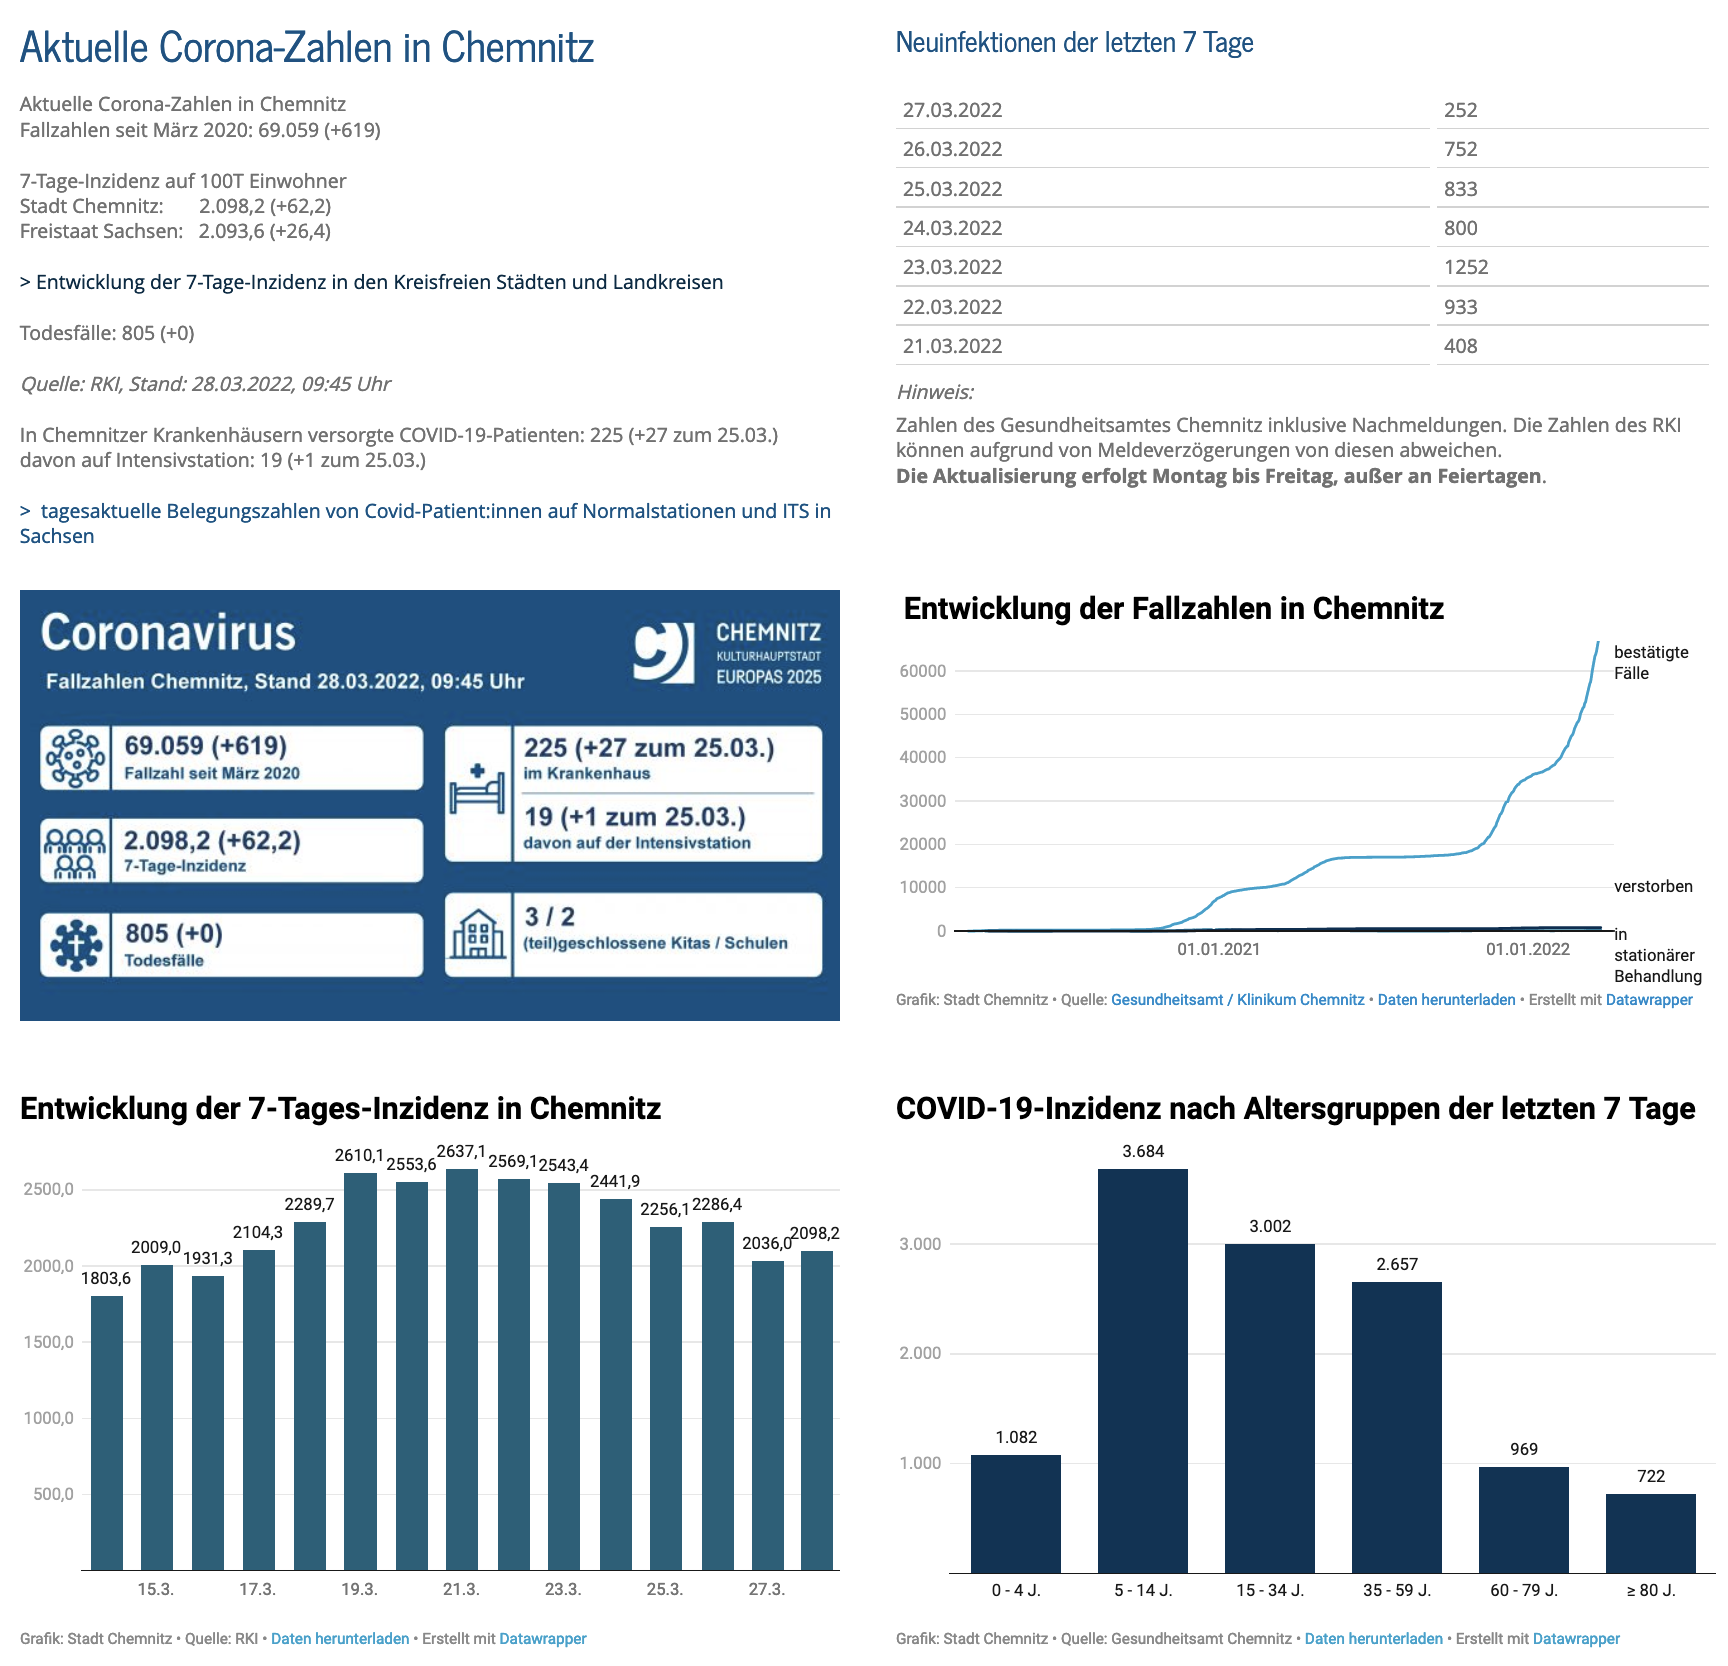 Aktuelle Corona-Zahlen in Chemnitz
Aktuelle Corona-Zahlen in Chemnitz
Fallzahlen seit März 2020: 69.059 (+619)
7-Tage-Inzidenz auf 100T Einwohner
Stadt Chemnitz: 2.098,2 (+62,2)
Freistaat Sachsen: 2.093,6 (+26,4)
> Entwicklung der 7-Tage-Inzidenz in den Kreisfreien Städten und Landkreisen
Todesfälle: 805 (+0)
Quelle: RKI, Stand: 28.03.2022, 09:45 Uhr
In Chemnitzer Krankenhäusern versorgte COVID-19-Patienten: 225 (+27 zum 25.03.)
davon auf Intensivstation: 19 (+1 zum 25.03.)
> tagesaktuelle Belegungszahlen von Covid-Patient:innen auf Normalstationen und ITS in
Sachsen
Neuinfektionen der letzten 7 Tage
27.03.2022 252
26.03.2022 752
25.03.2022 833
24.03.2022 800
23.03.2022 1252
22.03.2022 933
21.03.2022 408
Hinweis:
Zahlen des Gesundheitsamtes Chemnitz inklusive Nachmeldungen. Die Zahlen des RKI
können aufgrund von Meldeverzögerungen von diesen abweichen.
Die Aktualisierung erfolgt Montag bis Freitag, außer an Feiertagen.
Coronavirus
Fallzahlen Chemnitz, Stand 28.03.2022, 09:45 Uhr
CHEMNITZ
KULTURHAUPTSTADT
EUROPAS 2025
69.059 (+619)
Fallzahl seit März 2020
2.098,2 (+62,2)
7-Tage-Inzidenz
805 (+0)
Todesfälle
225 (+27 zum 25.03.)
im Krankenhaus
19 (+1 zum 25.03.)
davon auf der Intensivstation
3 / 2
(teil)geschlossene Kitas / Schulen
Entwicklung der Fallzahlen in Chemnitz
60000
50000
40000
30000
20000
10000
0
01.01.2021 01.01.2022
bestätigte
Fälle
verstorben
in
stationärer
Behandlung
Grafik: Stadt Chemnitz • Quelle: Gesundheitsamt / Klinikum Chemnitz • Daten herunterladen • Erstellt mit Datawrapper
Entwicklung der 7-Tages-Inzidenz in Chemnitz
2500,0
2000,0
1500,0
1000,0
500,0
1803,6 2009,0 1931,3 2104,3 2289,7 2610,1 2553,6 2637,1 2569,1 2543,4 2441,9 2256,1 2286,4 2036,0 2098,2
15.3. 17.3. 19.3. 21.3. 23.3. 25.3. 27.3.
Grafik: Stadt Chemnitz • Quelle: RKI • Daten herunterladen • Erstellt mit Datawrapper
COVID-19-Inzidenz nach Altersgruppen der letzten 7 Tage
3.000
2.000
1.000
1.082 3.684 3.002 2.657 969 722
0 - 4 J. 5 - 14 J. 15 - 34 J. 35 - 59 J. 60 - 79 J. ≥ 80 J.
Grafik: Stadt Chemnitz • Quelle: Gesundheitsamt Chemnitz • Daten herunterladen • Erstellt mit Datawrapper